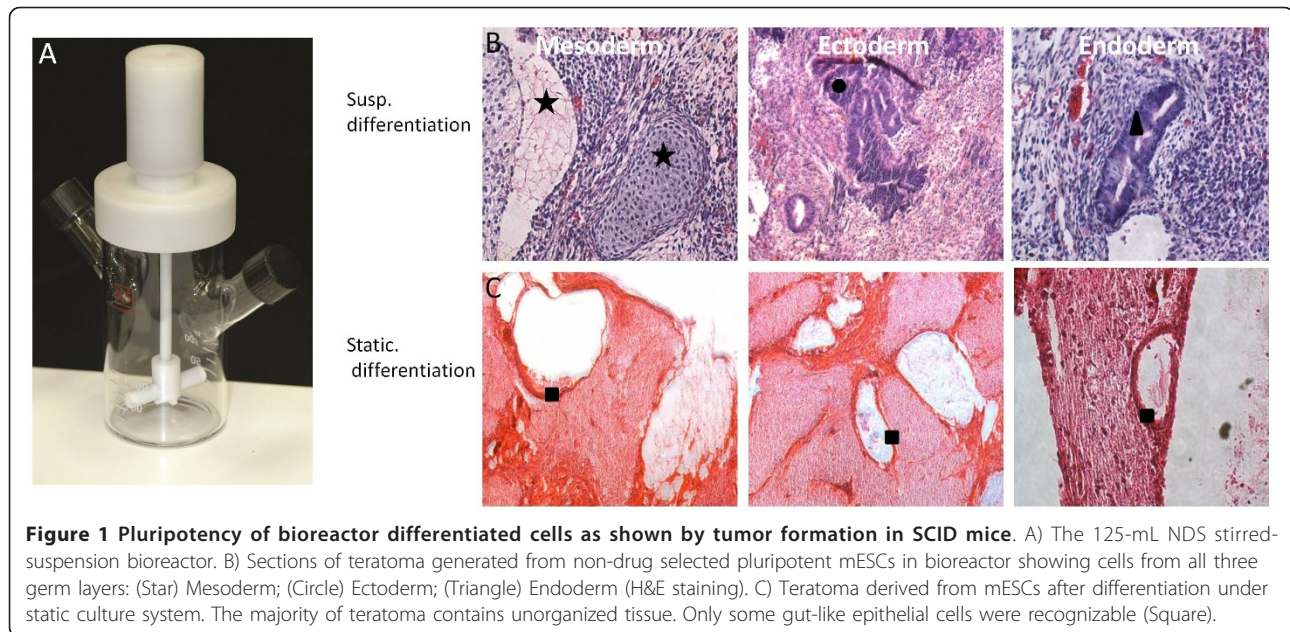 A
Susp.
differentiation
B
Mesoderm
Ectoderm
Endoderm
Static.
differentiation
C
Figure 1 Pluripotency of bioreactor differentiated cells as shown by tumor formation in SCID mice. A) The 125-mL NDS stirred-
suspension bioreactor. B) Sections of teratoma generated from non-drug selected pluripotent mESCs in bioreactor showing cells from all three
germ layers: (Star) Mesoderm; (Circle) Ectoderm; (Triangle) Endoderm (H&E staining). C) Teratoma derived from mESCs after differentiation under
static culture system. The majority of teratoma contains unorganized tissue. Only some gut-like epithelial cells were recognizable (Square).